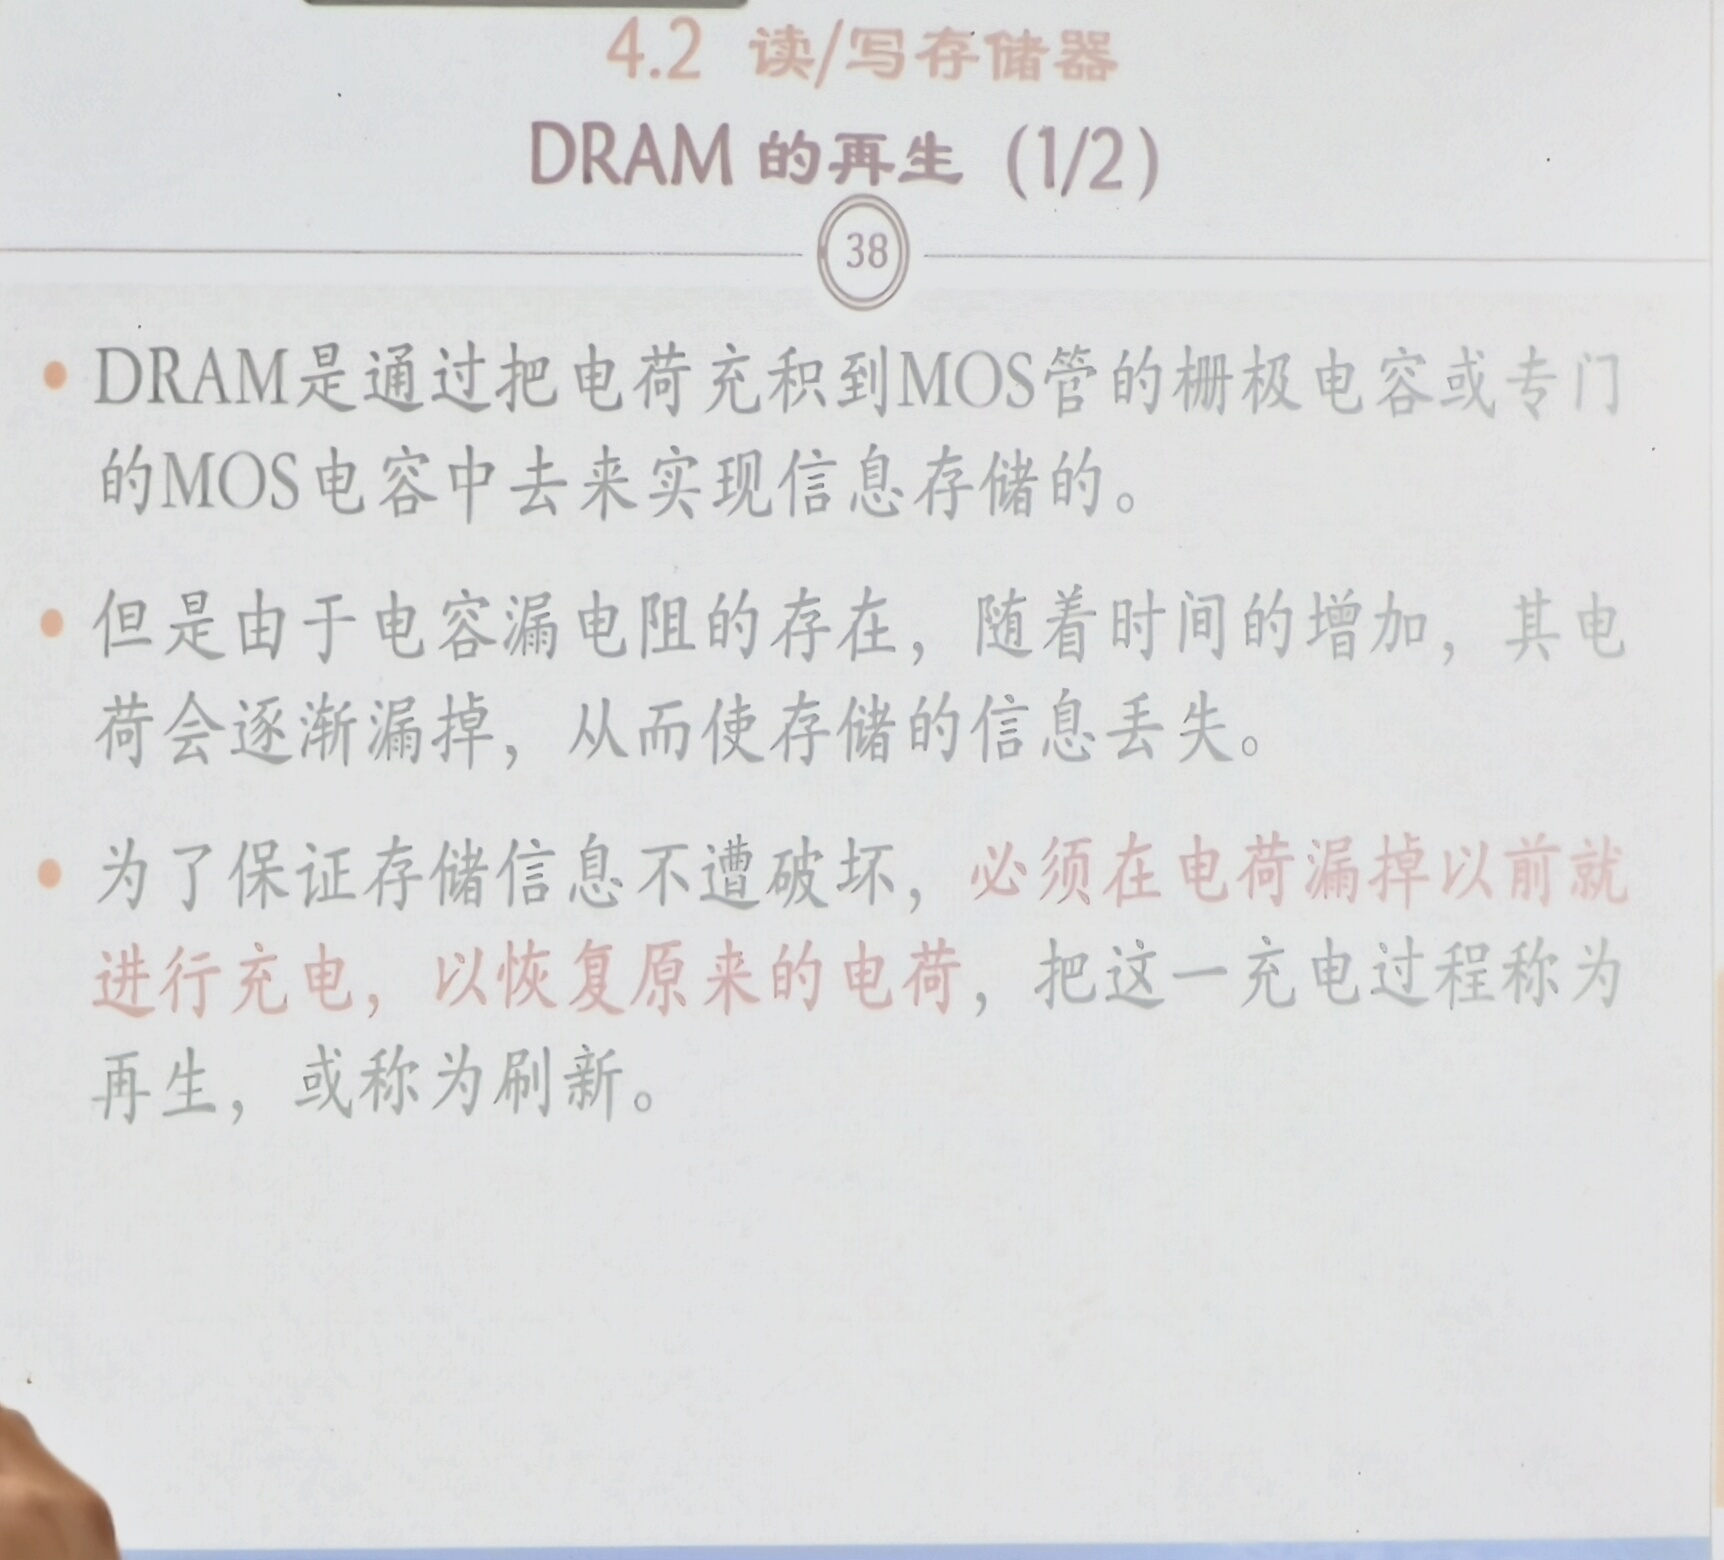 4.2 读/写存储器
DRAM 的再生 (1/2)
38
• DRAM是通过把电荷充积到MOS管的栅极电容或专门
的MOS电容中去来实现信息存储的。
• 但是由于电容漏电阻的存在，随着时间的增加，其电
荷会逐渐漏掉，从而使存储的信息丢失。
• 为了保证存储信息不遭破坏，必须在电荷漏掉以前就
进行充电，以恢复原来的电荷，把这一充电过程称为
再生，或称为刷新。